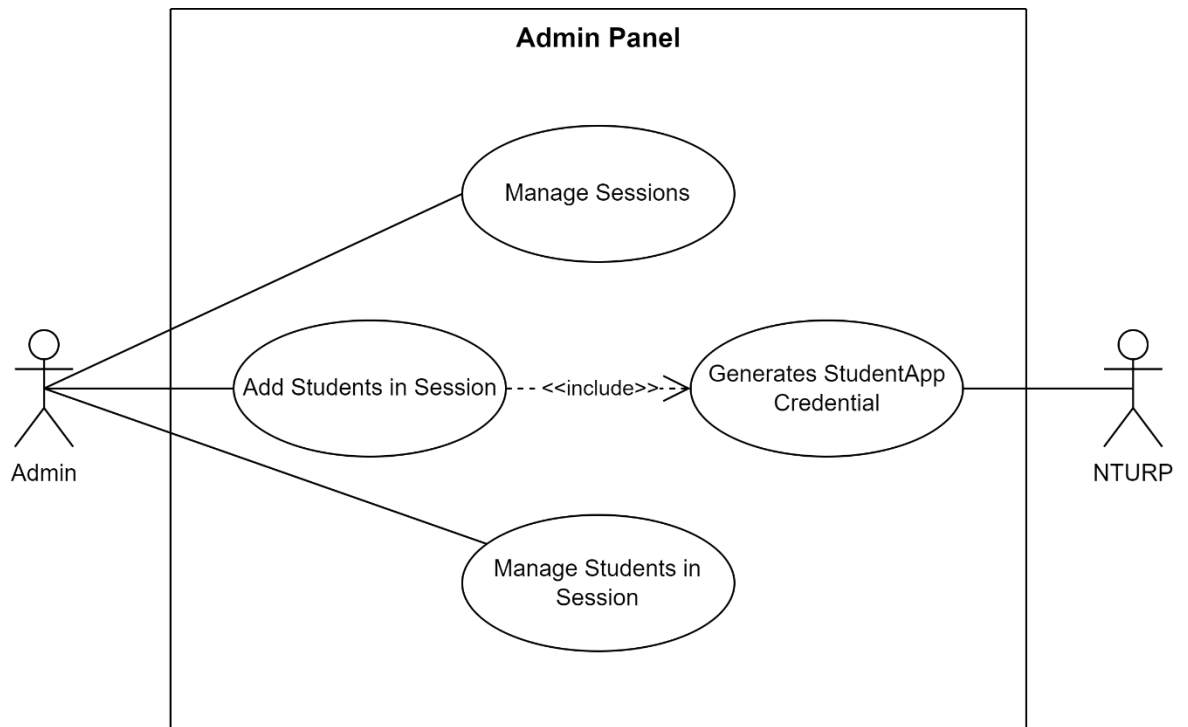 Admin Panel
Manage Sessions
Add Students in Session
<<include>>
Generates StudentApp
Credential
Admin
NTURP
Manage Students in
Session